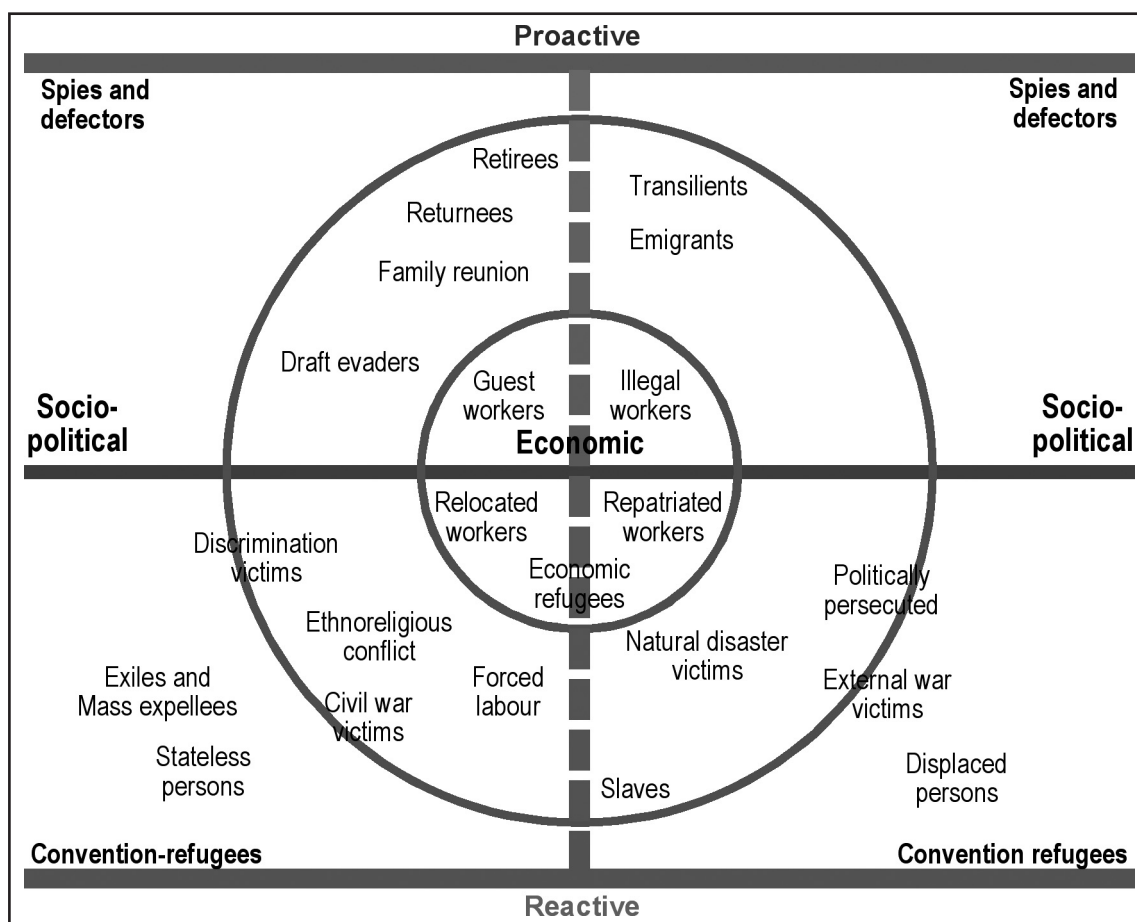 Proactive
Spies and
defectors
Spies and
defectors
Retirees
Transilients
Returnees
Emigrants
Family reunion
Draft evaders
Guest
workers
Illegal
workers
Socio-
political
Economic
Socio-
political
Relocated
workers
Repatriated
workers
Discrimination
victims
Economic
refugees
Politically
persecuted
Ethnoreligious
conflict
Natural disaster
victims
Exiles and
Mass expellees
Forced
labour
External war
victims
Civil war
victims
Stateless
persons
Displaced
persons
Slaves
Convention-refugees
Convention refugees
Reactive